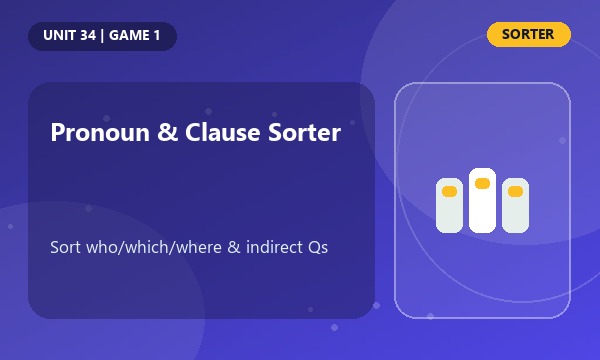 UNIT 34 | GAME 1
SORTER
Pronoun & Clause Sorter
Sort who/which/where & indirect Qs